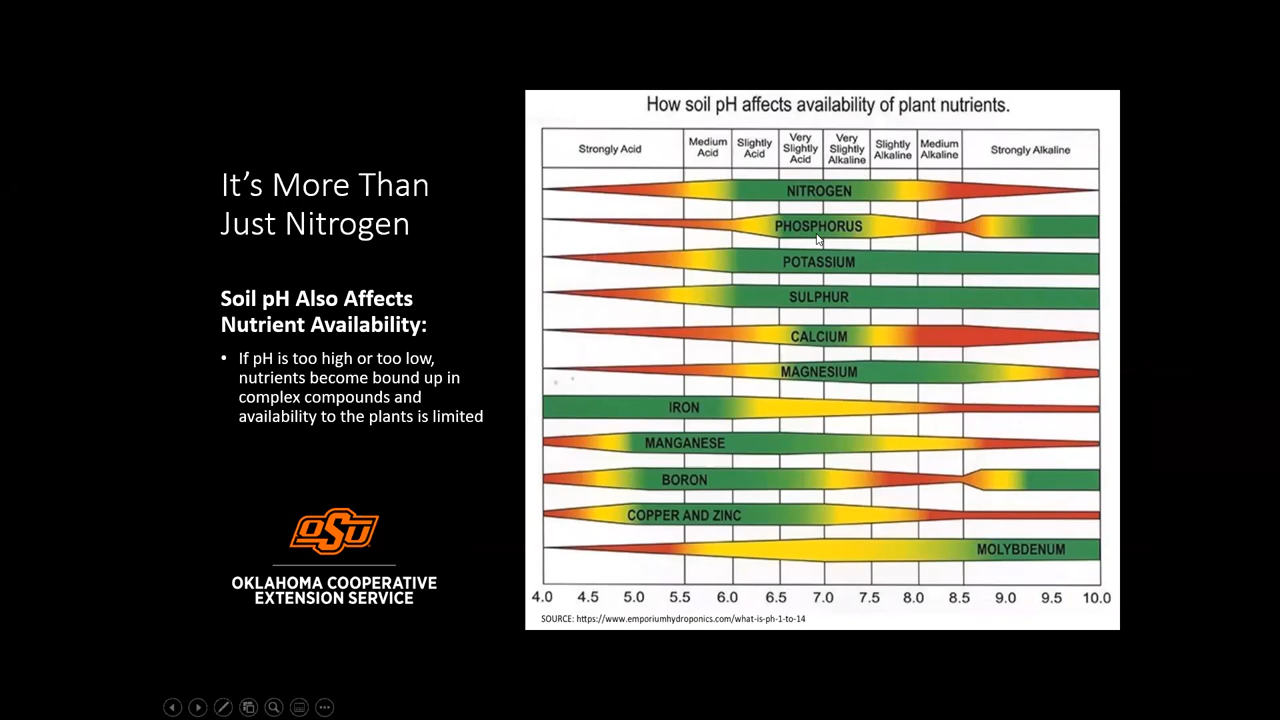 It's More Than
Just Nitrogen
Soil pH Also Affects
Nutrient Availability:
• If pH is too high or too low,
nutrients become bound up in
complex compounds and
availability to the plants is limited
OSU
OKLAHOMA COOPERATIVE
EXTENSION SERVICE
How soil pH affects availability of plant nutrients.
Strongly Acid
Medium
Acid
Slightly
Acid
Very
Slightly
Acid
Very
Slightly
Alkaline
Slightly
Alkaline
Medium
Alkaline
Strongly Alkaline
NITROGEN
PHOSPHORUS
POTASSIUM
SULPHUR
CALCIUM
MAGNESIUM
IRON
MANGANESE
BORON
COPPER AND ZINC
MOLYBDENUM
4.0 4.5 5.0 5.5 6.0 6.5 7.0 7.5 8.0 8.5 9.0 9.5 10.0
SOURCE: https://www.emporiumhydroponics.com/what-is-ph-1-to-14